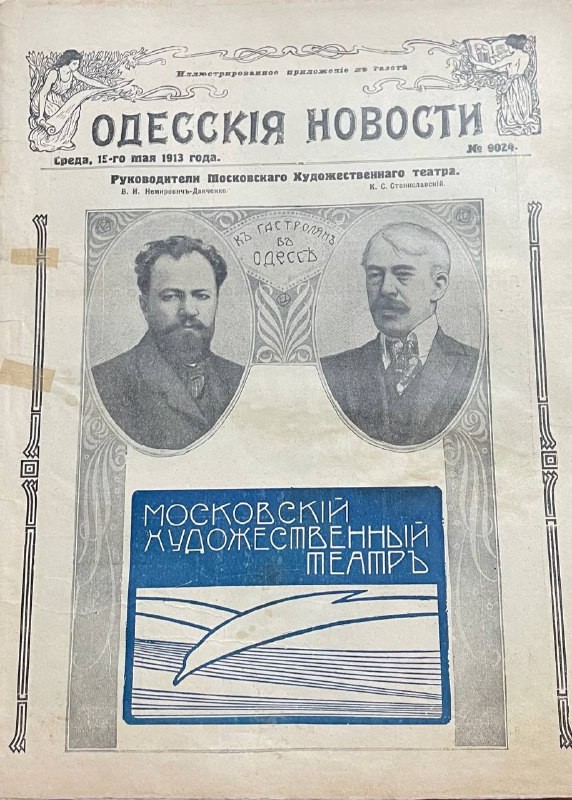 Иллюстрированное приложеніе къ газетѣ
ОДЕССКІЯ НОВОСТИ
Среда, 15-го мая 1913 года.
№ 9024.
Руководители Московскаго Художественнаго театра.
В. И. Немировичъ-Данченко.
К. С. Станиславскій.
КЪ ГАСТРОЛЯМЪ
ВЪ
ОДЕССѢ
МОСКОВСКІЙ
ХУДОЖЕСТВЕННЫЙ
ТЕАТРЪ